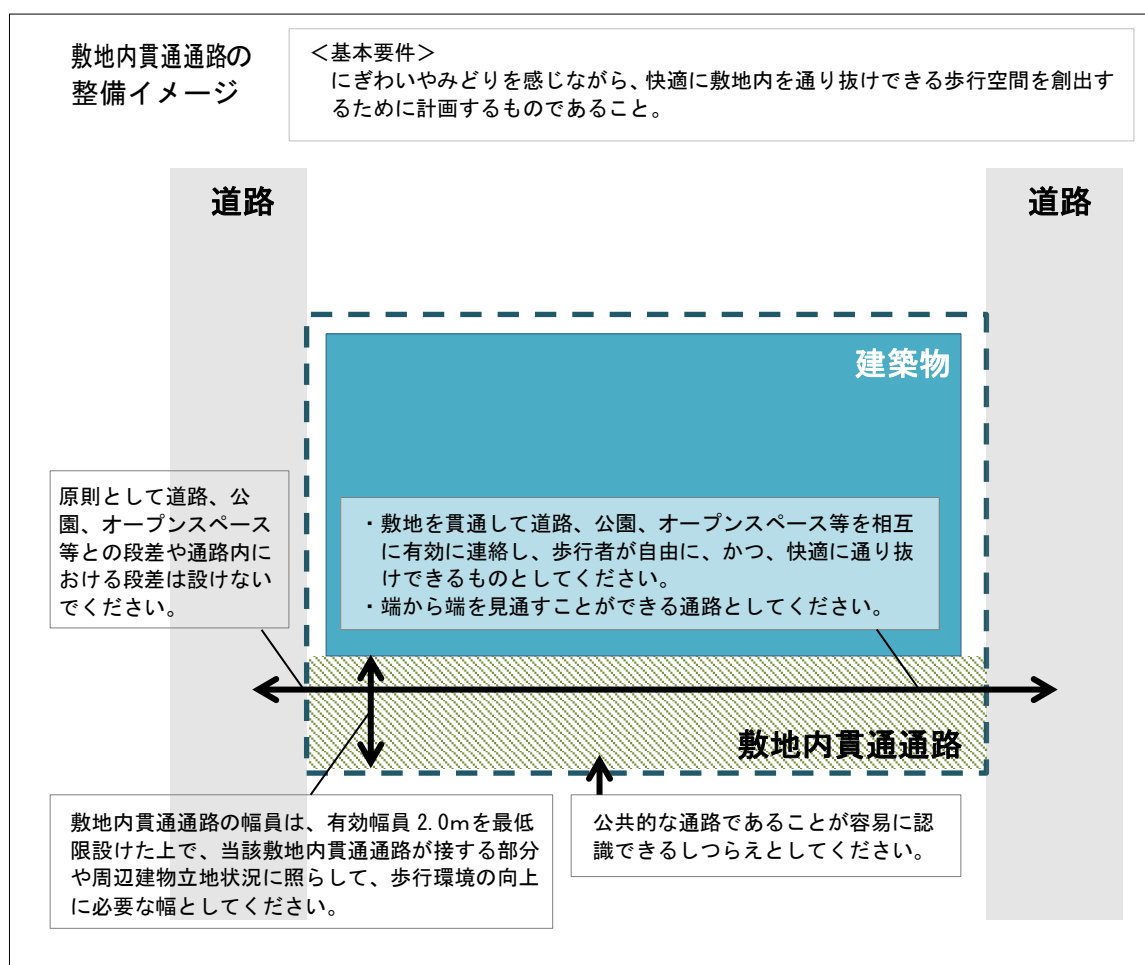 敷地内貫通通路の
整備イメージ
＜基本要件＞
にぎわいやみどりを感じながら、快適に敷地内を通り抜けできる歩行空間を創出す
るために計画するものであること。
道路
道路
建築物
原則として道路、公
園、オープンスペース
等との段差や通路内に
おける段差は設けない
でください。
・敷地を貫通して道路、公園、オープンスペース等を相互
に有効に連絡し、歩行者が自由に、かつ、快適に通り抜
けできるものとしてください。
・端から端を見通すことができる通路としてください。
敷地内貫通通路
敷地内貫通通路の幅員は、有効幅員 2.0ｍを最低
限設けた上で、当該敷地内貫通通路が接する部分
や周辺建物立地状況に照らして、歩行環境の向上
に必要な幅としてください。
公共的な通路であることが容易に認
識できるしつらえとしてください。